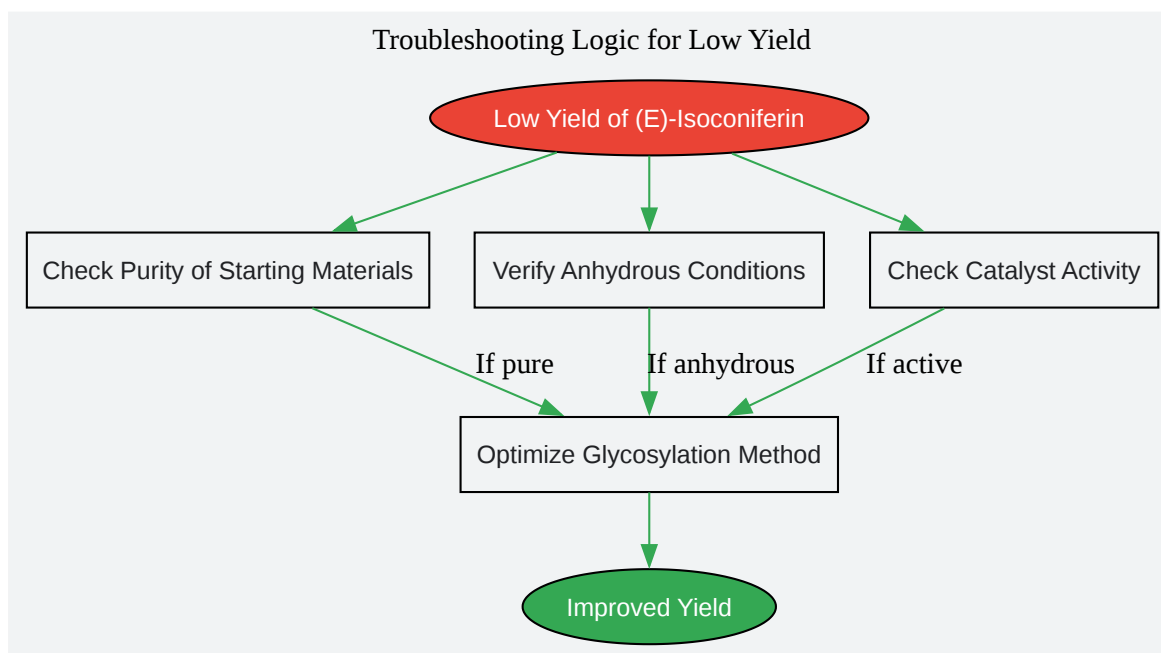 Troubleshooting Logic for Low Yield
Low Yield of (E)-Isoconiferin
Check Purity of Starting Materials
Verify Anhydrous Conditions
Check Catalyst Activity
If pure
If anhydrous
If active
Optimize Glycosylation Method
Improved Yield